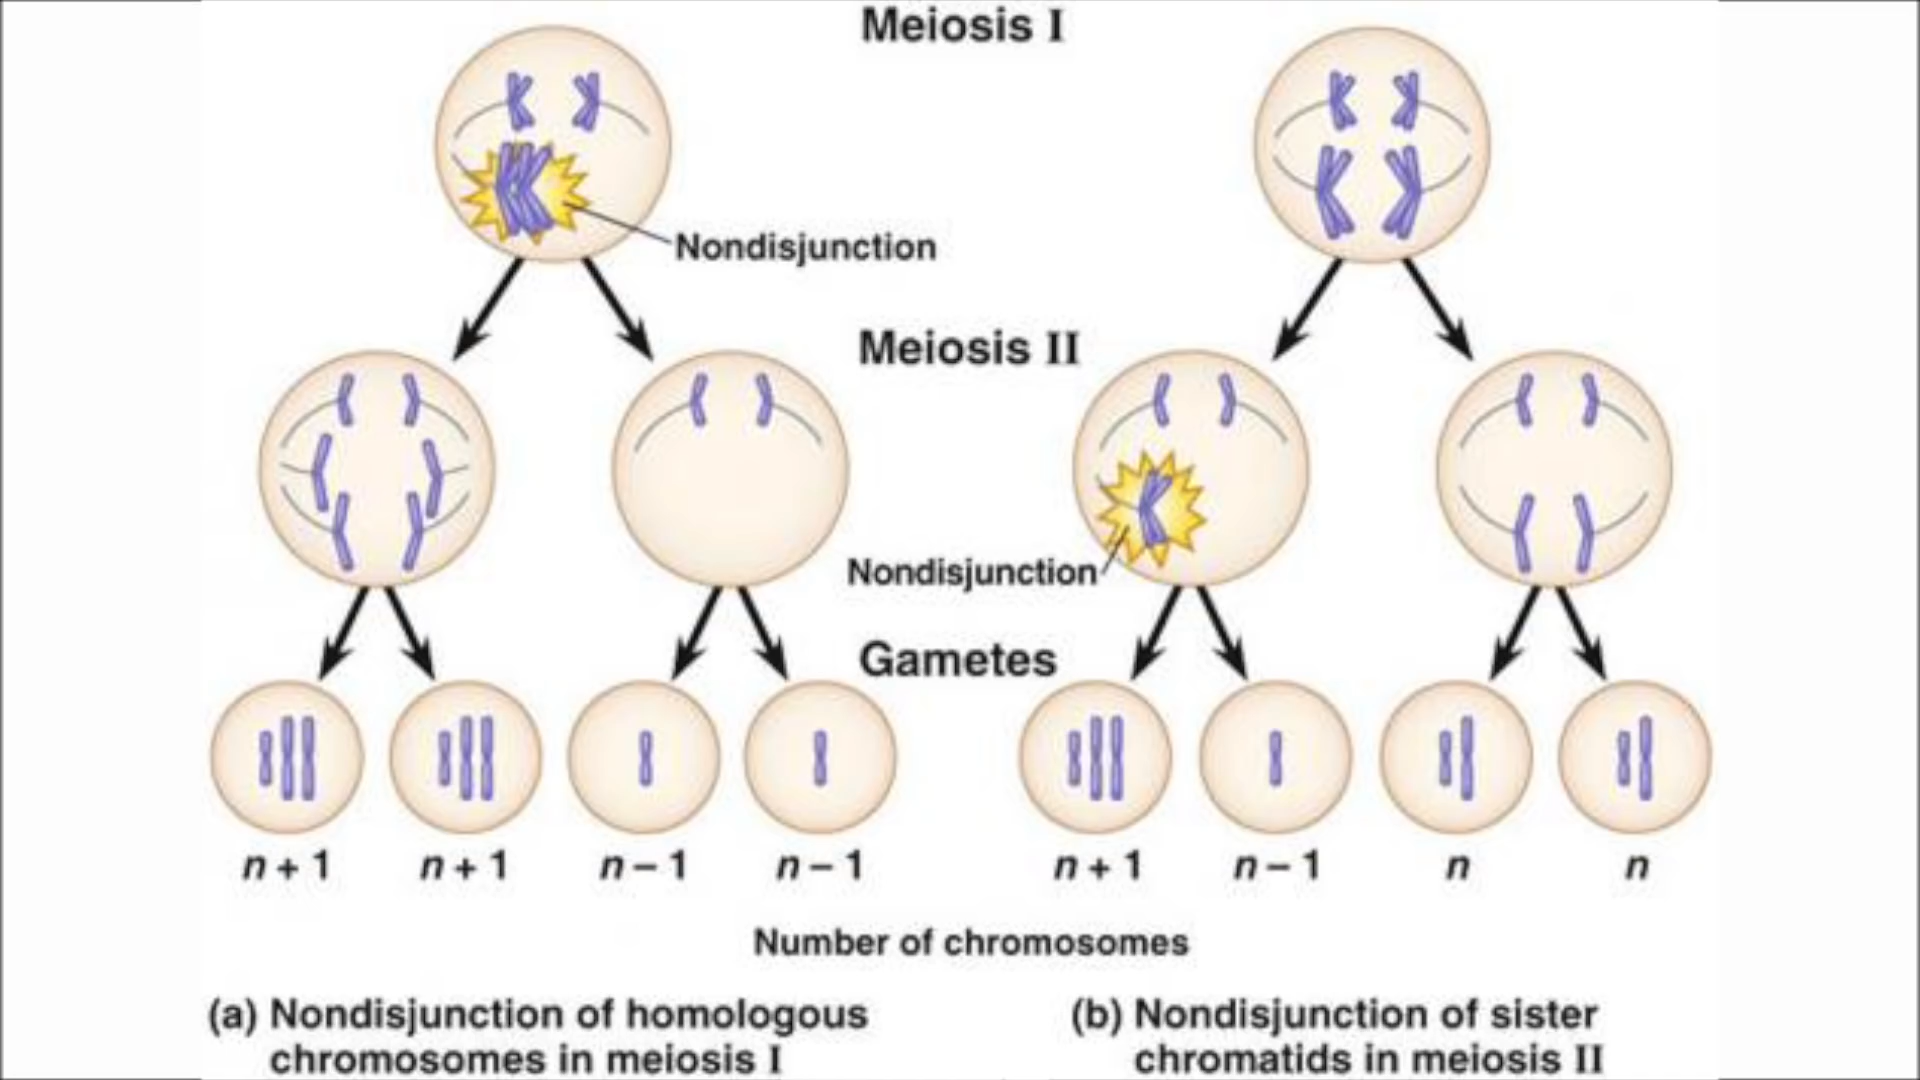 Meiosis I
Nondisjunction
Meiosis II
Nondisjunction
Gametes
n + 1
n + 1
n – 1
n – 1
n + 1
n – 1
n
n
Number of chromosomes
(a) Nondisjunction of homologous
chromosomes in meiosis I
(b) Nondisjunction of sister
chromatids in meiosis II